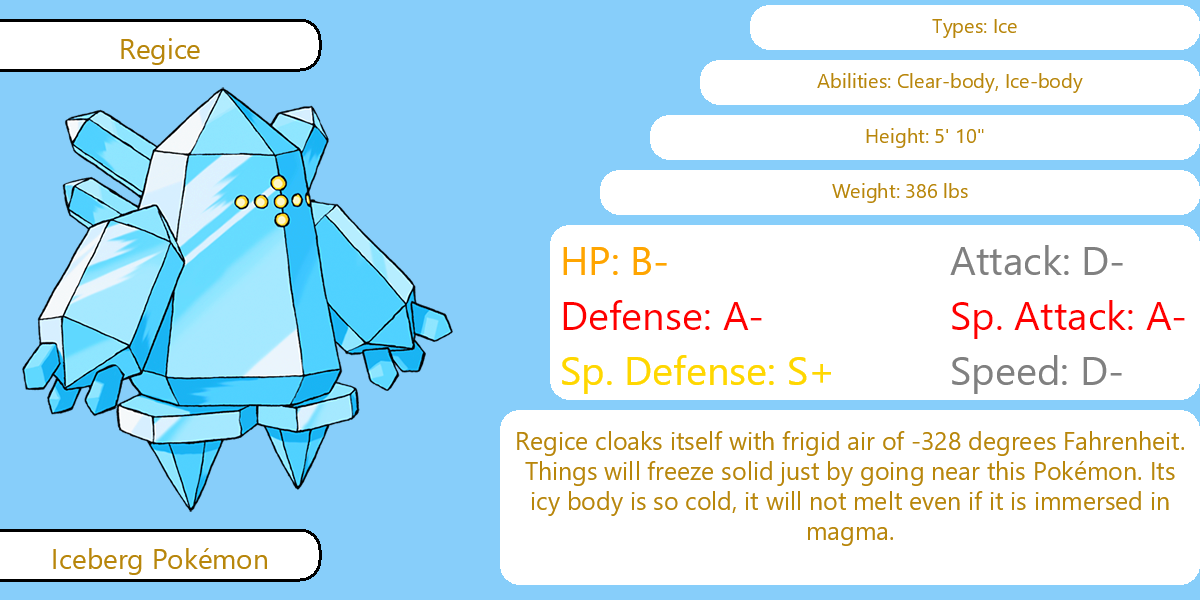 Regice
Types: Ice
Abilities: Clear-body, Ice-body
Height: 5' 10"
Weight: 386 lbs
HP: B-
Attack: D-
Defense: A-
Sp. Attack: A-
Sp. Defense: S+
Speed: D-
Regice cloaks itself with frigid air of -328 degrees Fahrenheit.
Things will freeze solid just by going near this Pokémon. Its
icy body is so cold, it will not melt even if it is immersed in
magma.
Iceberg Pokémon